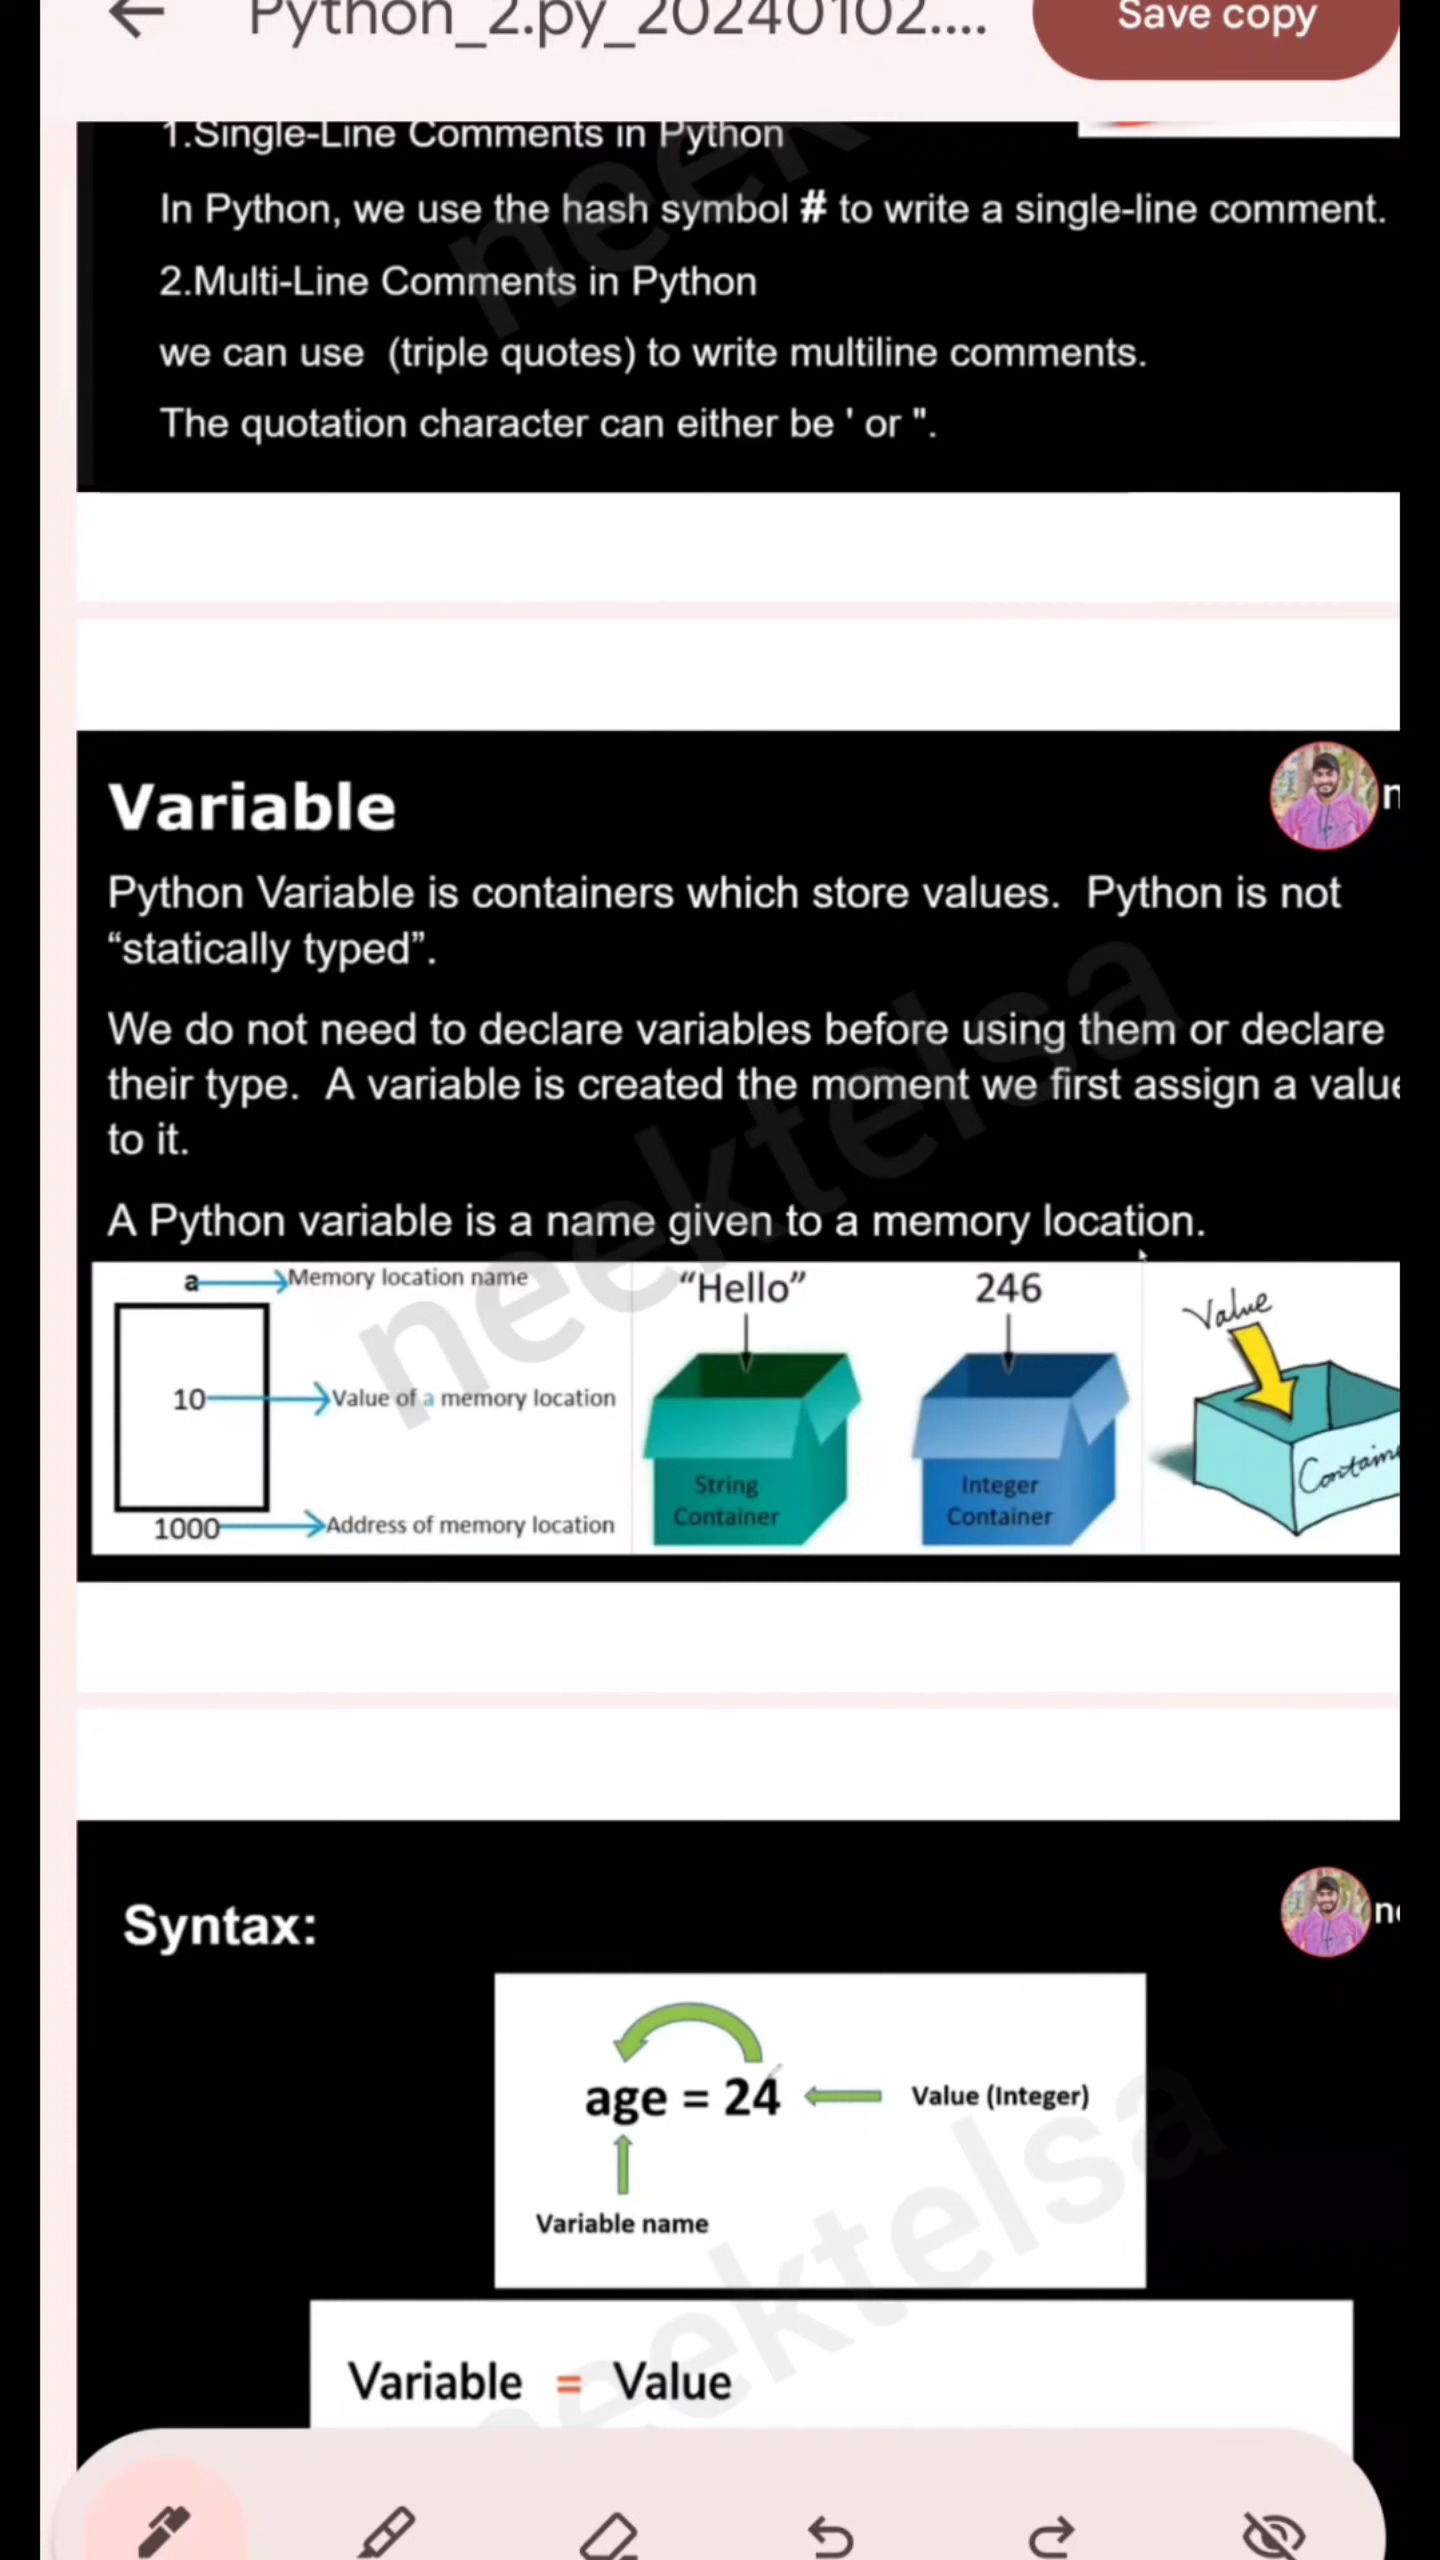 Python_2.py_20240102....
Save copy
1.Single-Line Comments in Python
In Python, we use the hash symbol # to write a single-line comment.
2.Multi-Line Comments in Python
we can use (triple quotes) to write multiline comments.
The quotation character can either be ' or ".
Variable
Python Variable is containers which store values. Python is not
“statically typed”.
We do not need to declare variables before using them or declare
their type. A variable is created the moment we first assign a value
to it.
A Python variable is a name given to a memory location.
a Memory location name
10 Value of a memory location
1000 Address of memory location
“Hello”
String
Container
246
Integer
Container
Value
neektelsa
Syntax:
age = 24
Value (Integer)
Variable name
Variable = Value
neektelsa